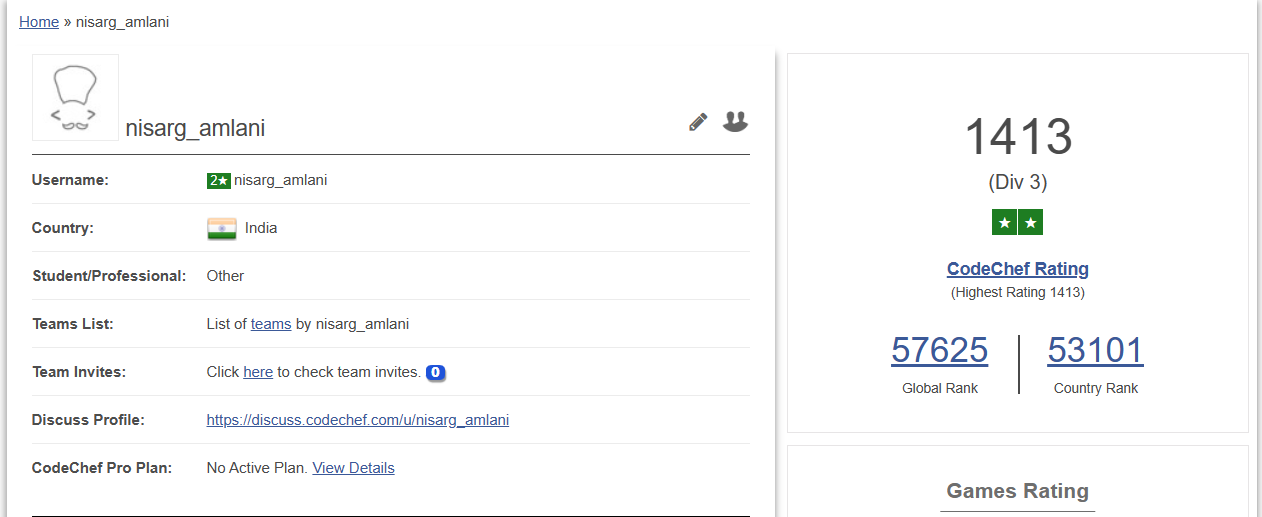 Home » nisarg_amlani
nisarg_amlani
Username: 2★ nisarg_amlani
Country: India
Student/Professional: Other
Teams List: List of teams by nisarg_amlani
Team Invites: Click here to check team invites. 0
Discuss Profile: https://discuss.codechef.com/u/nisarg_amlani
CodeChef Pro Plan: No Active Plan. View Details
1413
(Div 3)
★★
CodeChef Rating
(Highest Rating 1413)
57625
Global Rank
53101
Country Rank
Games Rating